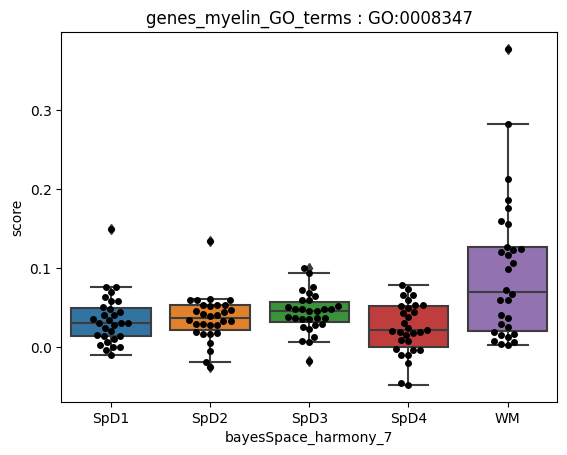 genes_myelin_GO_terms : GO:0008347
score
0.3
0.2
0.1
0.0
SpD1 SpD2 SpD3 SpD4 WM
bayesSpace_harmony_7